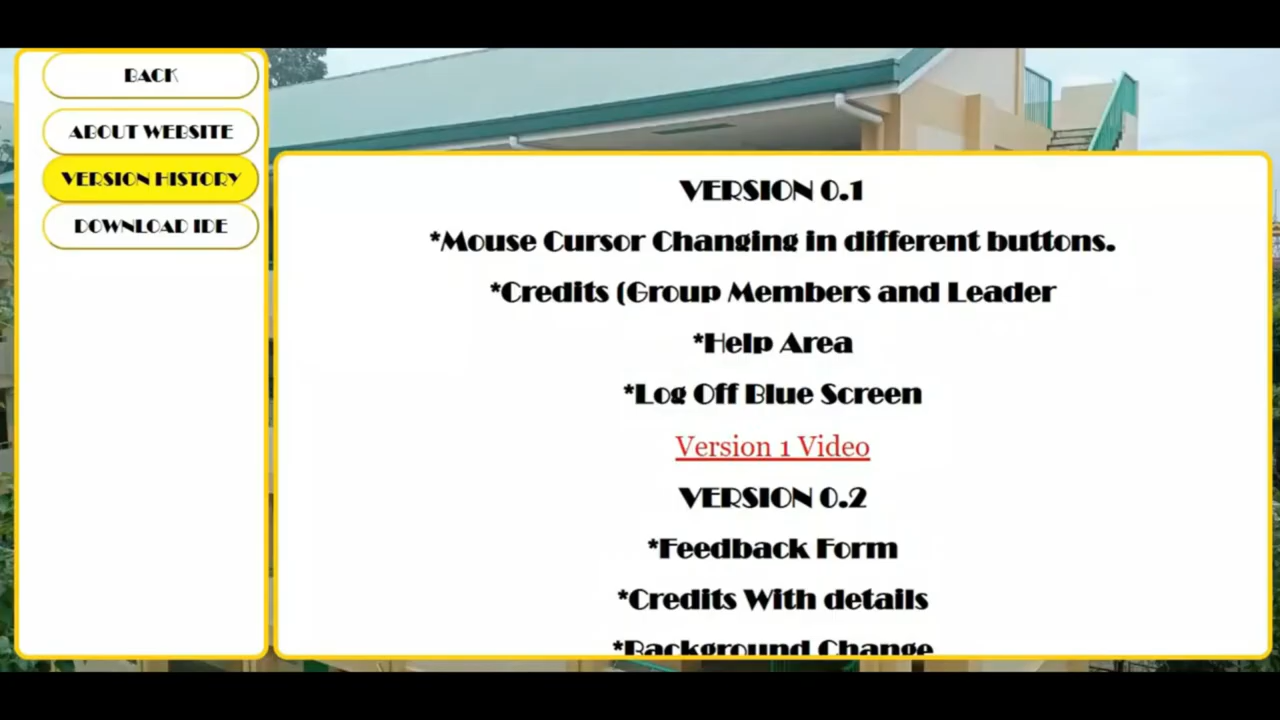 BACK
ABOUT WEBSITE
VERSION HISTORY
DOWNLOAD IDE
VERSION 0.1
*Mouse Cursor Changing in different buttons.
*Credits (Group Members and Leader
*Help Area
*Log Off Blue Screen
Version 1 Video
VERSION 0.2
*Feedback Form
*Credits With details
*Background Change